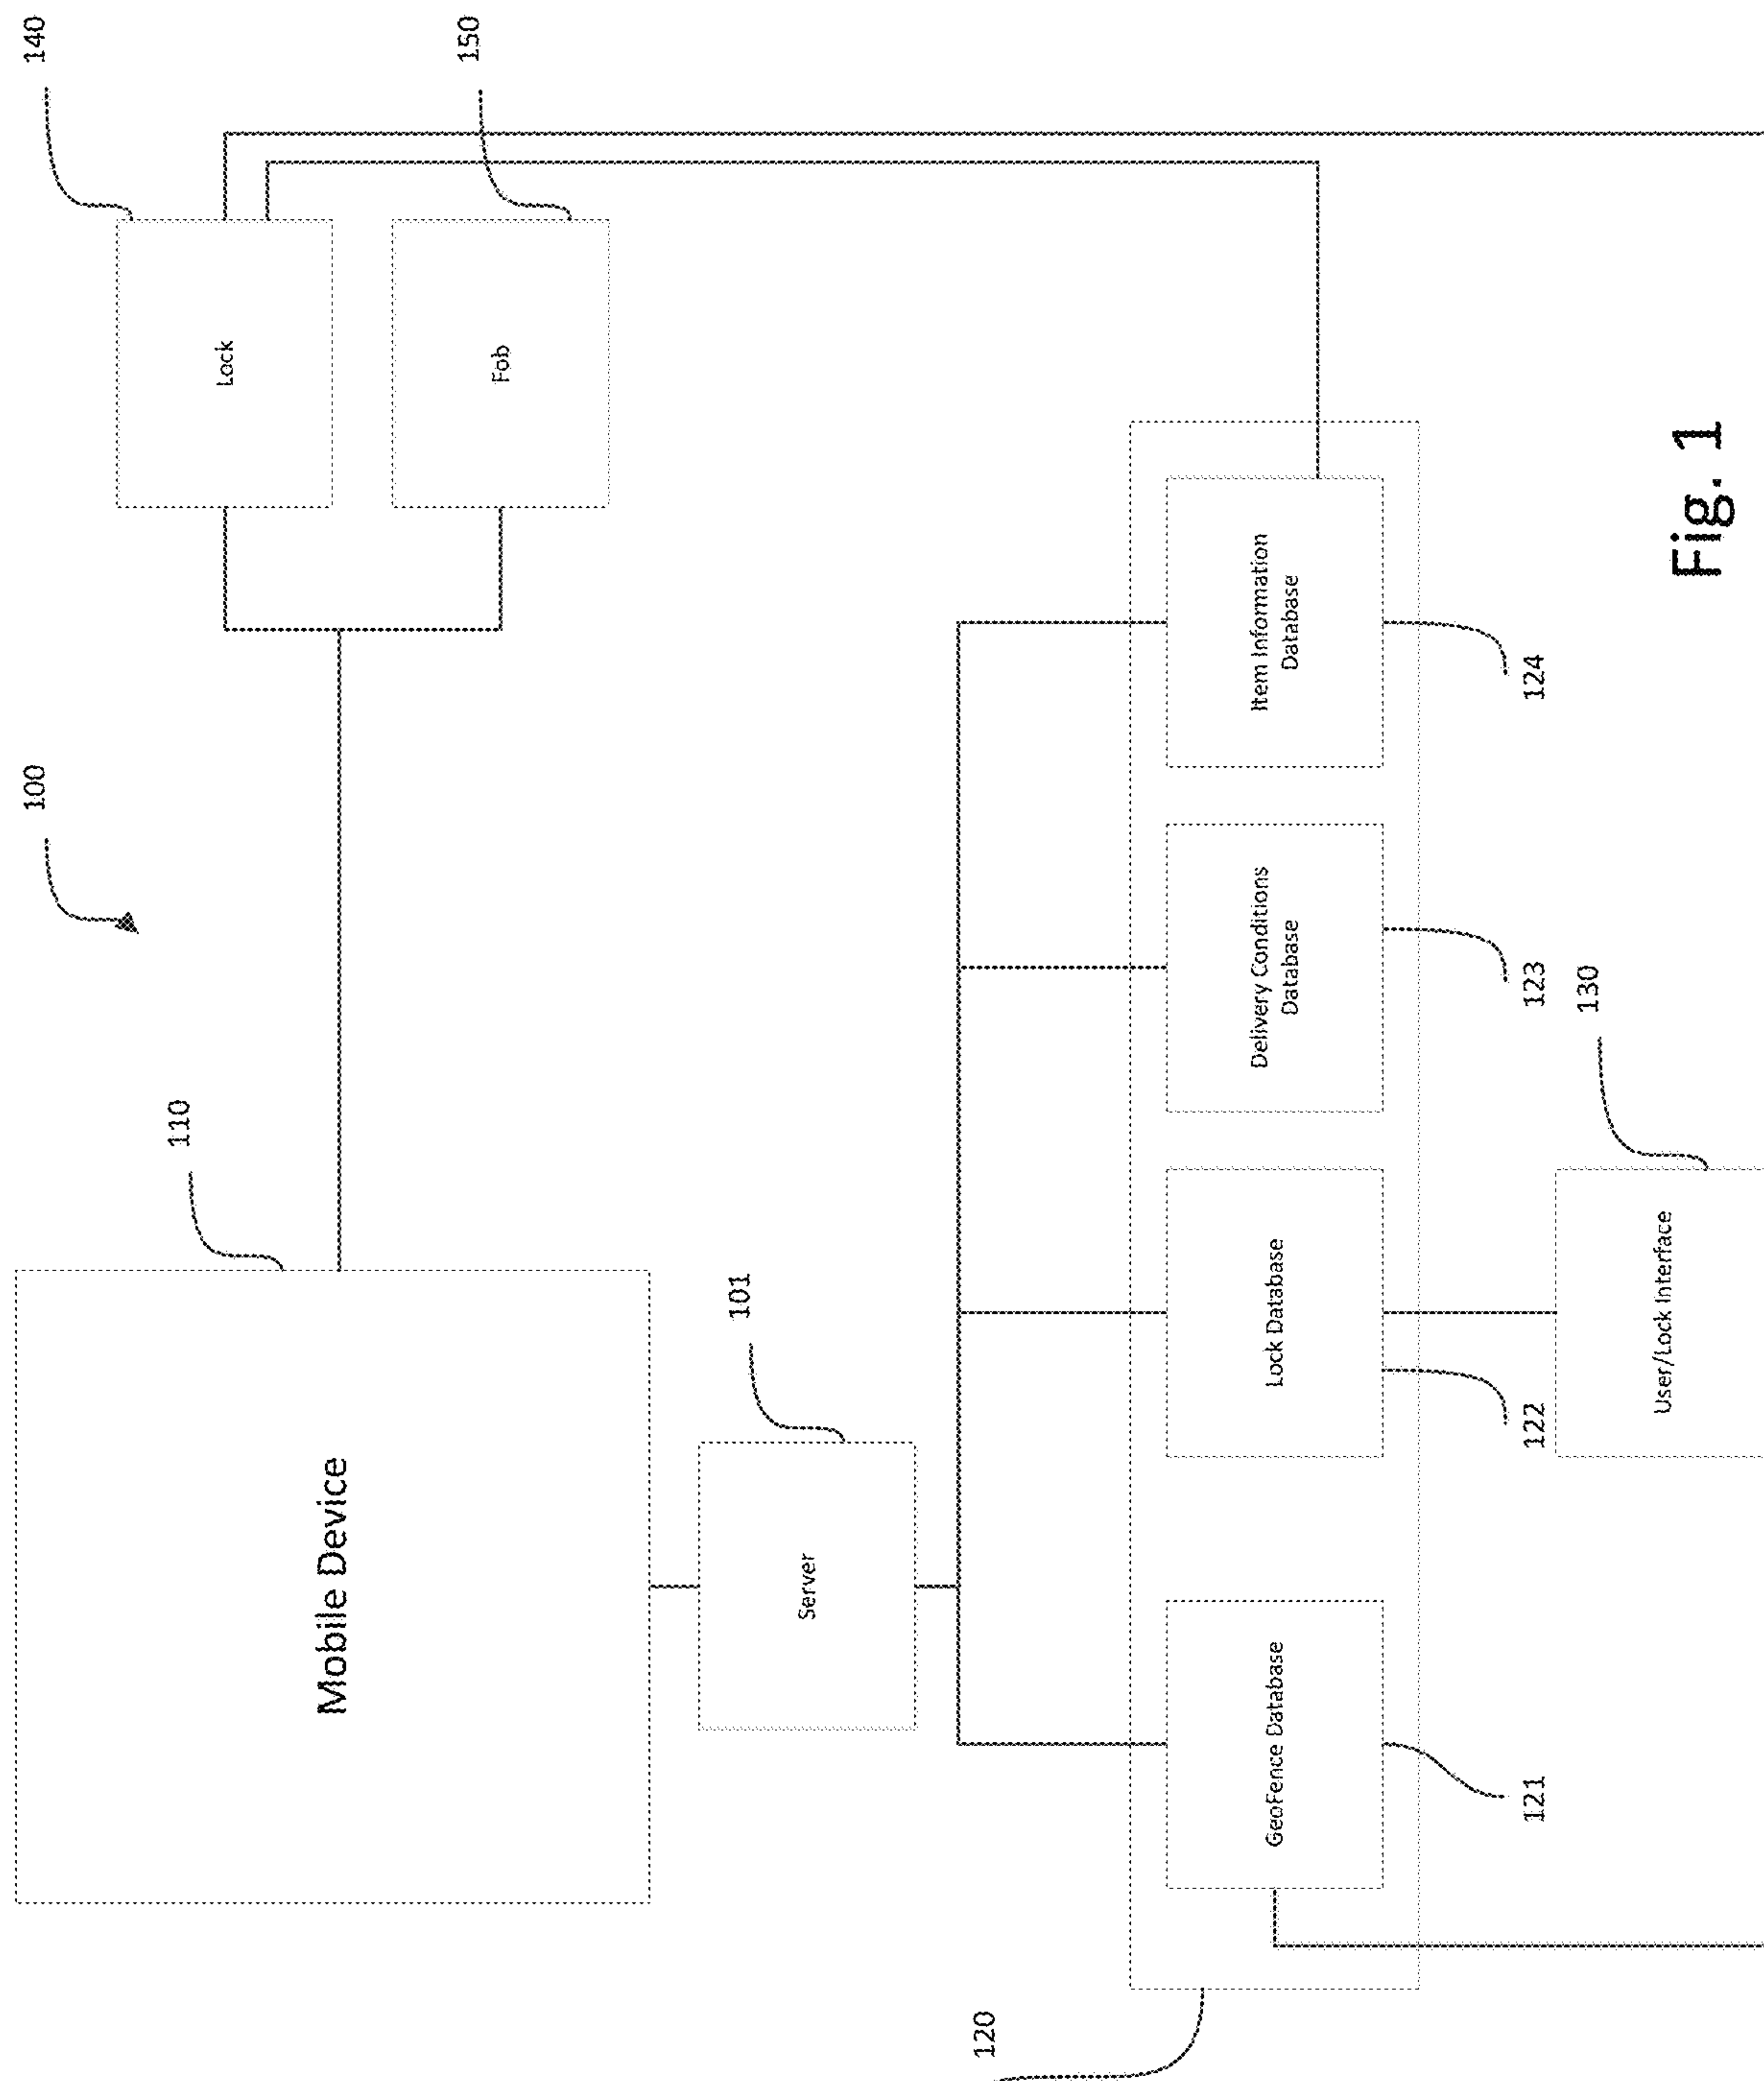 100
110
Mobile Device
101
Server
140
Lock
150
Fob
120
GeoFence Database
121
Lock Database
122
Delivery Conditions
Database
123
Item Information
Database
124
130
User/Lock Interface
Fig. 1